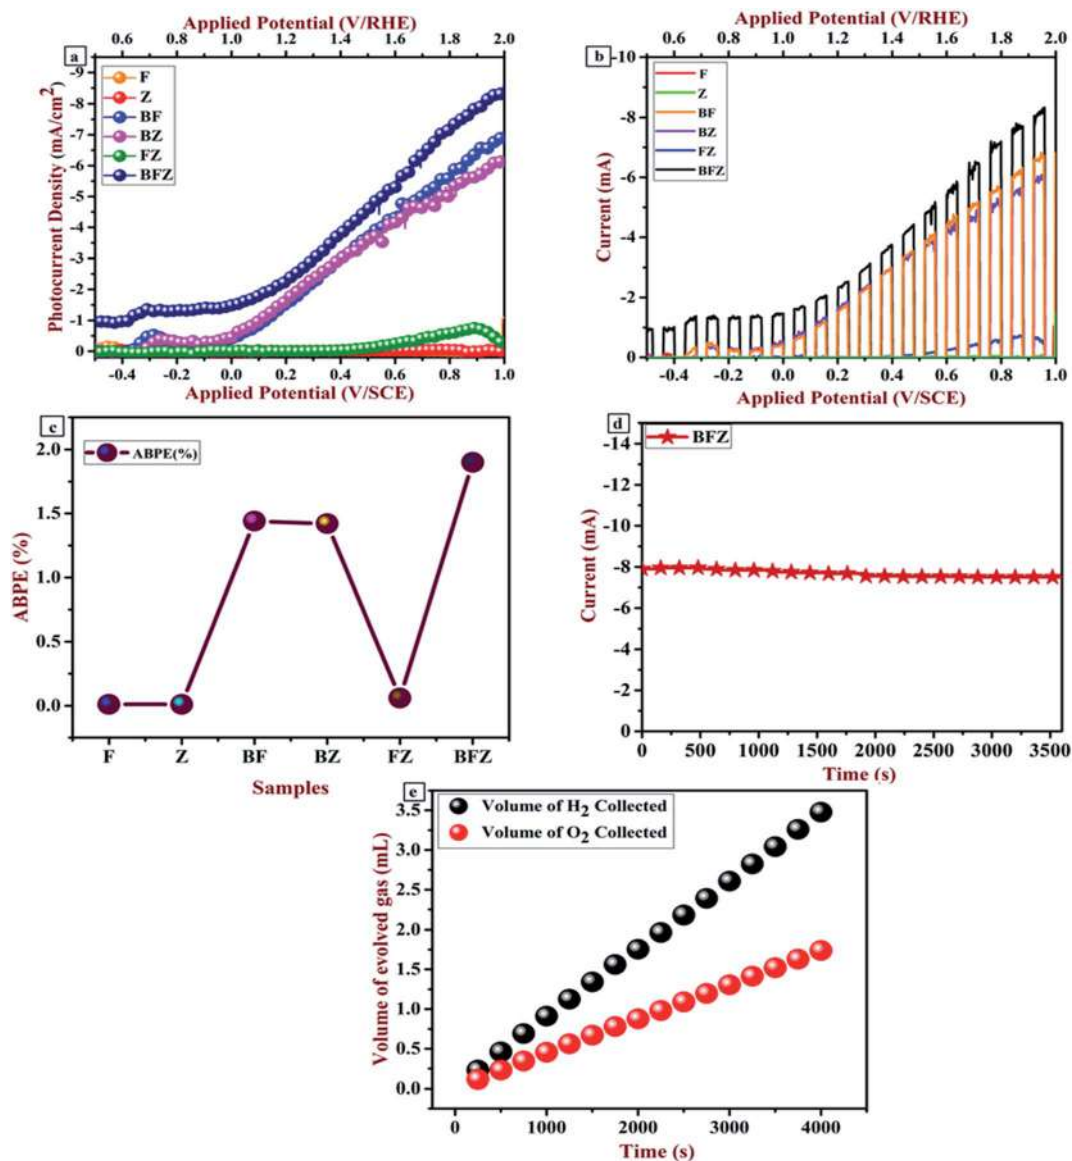 Applied Potential (V/RHE)
0.6 0.8 1.0 1.2 1.4 1.6 1.8 2.0
a
-9
-8
-7
-6
-5
-4
-3
-2
-1
0
Photocurrent Density (mA/cm²)
F
Z
BF
BZ
FZ
BFZ
-0.4 -0.2 0.0 0.2 0.4 0.6 0.8 1.0
Applied Potential (V/SCE)
Applied Potential (V/RHE)
0.6 0.8 1.0 1.2 1.4 1.6 1.8 2.0
b
-10
-8
-6
-4
-2
0
Current (mA)
F
Z
BF
BZ
FZ
BFZ
-0.4 -0.2 0.0 0.2 0.4 0.6 0.8 1.0
Applied Potential (V/SCE)
c
ABPE(%)
2.0
1.5
1.0
0.5
0.0
ABPE (%)
F Z BF BZ FZ BFZ
Samples
d
BFZ
-14
-12
-10
-8
-6
-4
-2
0
Current (mA)
0 500 1000 1500 2000 2500 3000 3500
Time (s)
e
Volume of H₂ Collected
Volume of O₂ Collected
3.5
3.0
2.5
2.0
1.5
1.0
0.5
0.0
Volume of evolved gas (mL)
0 1000 2000 3000 4000
Time (s)